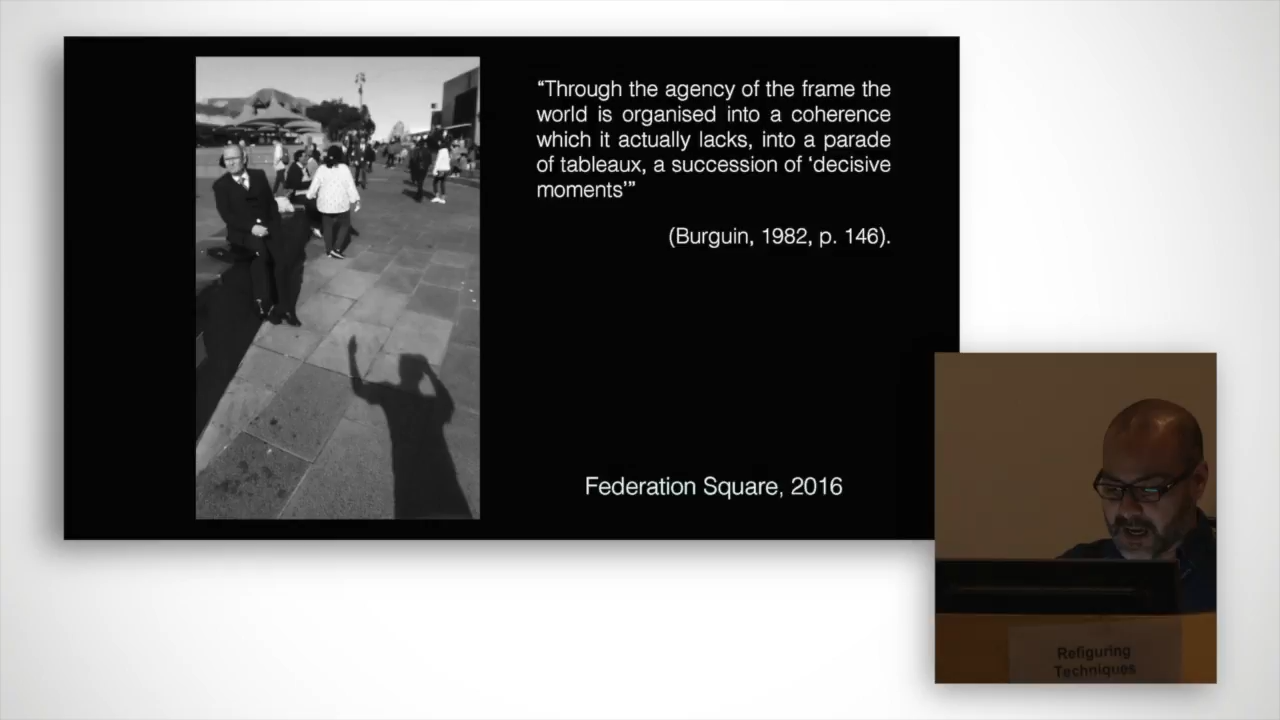 “Through the agency of the frame the
world is organised into a coherence
which it actually lacks, into a parade
of tableaux, a succession of ‘decisive
moments’”
(Burguin, 1982, p. 146).
Federation Square, 2016
Refiguring
Techniques